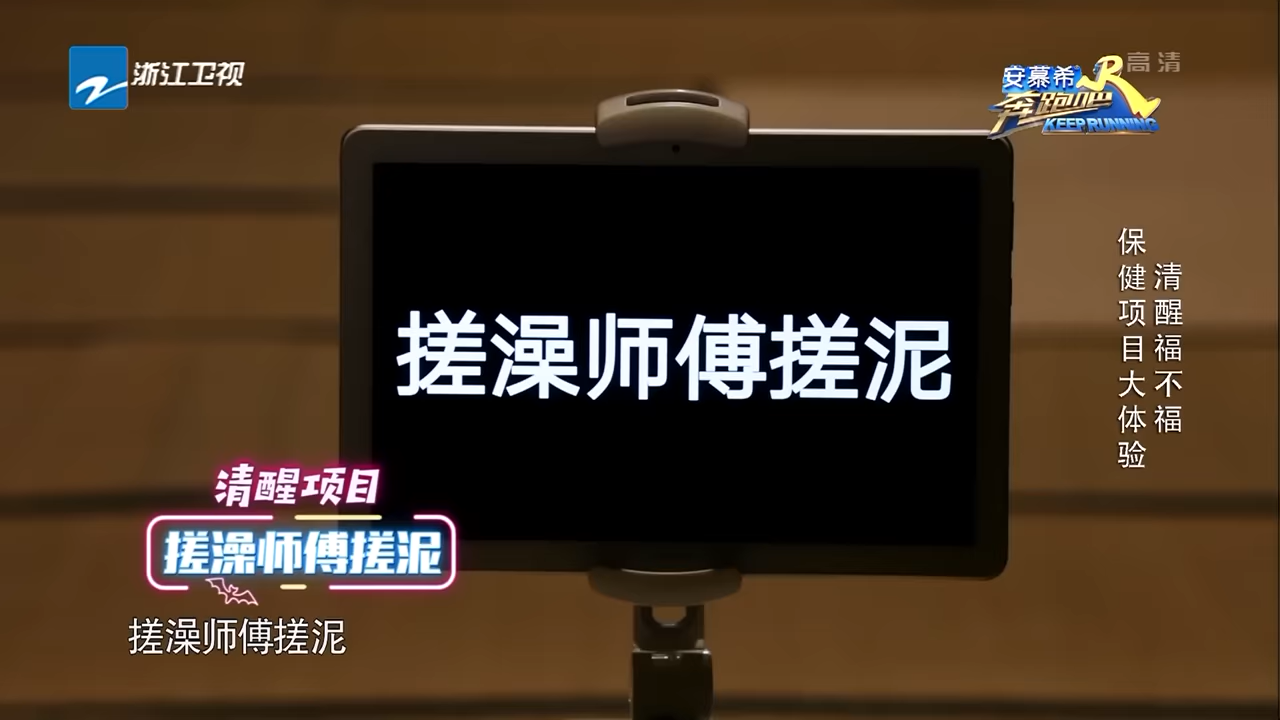 浙江卫视
高清
安慕希
奔跑吧
KEEP RUNNING
清醒福不福
保健项目大体验
搓澡师傅搓泥
清醒项目
搓澡师傅搓泥
搓澡师傅搓泥